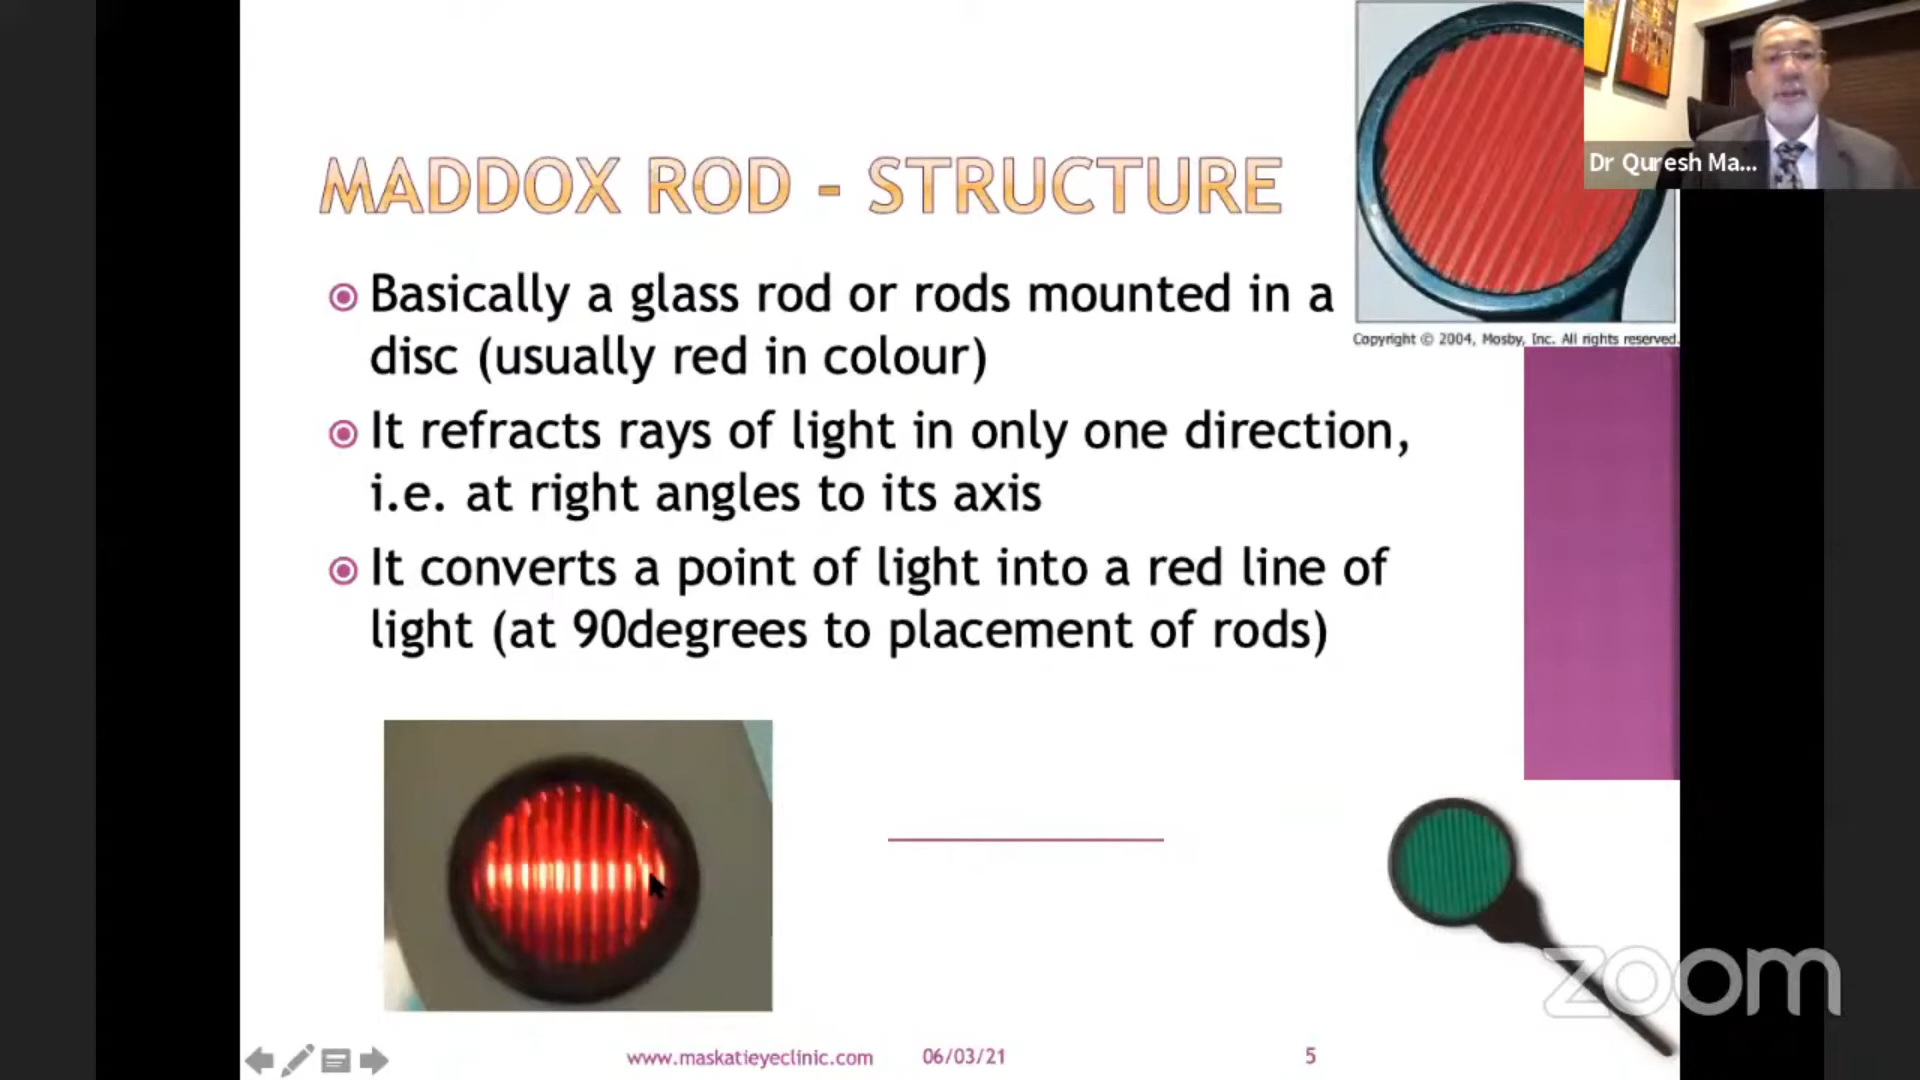 Dr Quresh Ma...
MADDOX ROD - STRUCTURE
Basically a glass rod or rods mounted in a
disc (usually red in colour)
Copyright © 2004, Mosby, Inc. All rights reserved.
It refracts rays of light in only one direction,
i.e. at right angles to its axis
It converts a point of light into a red line of
light (at 90degrees to placement of rods)
zoom
www.maskatieyeclinic.com 06/03/21 5